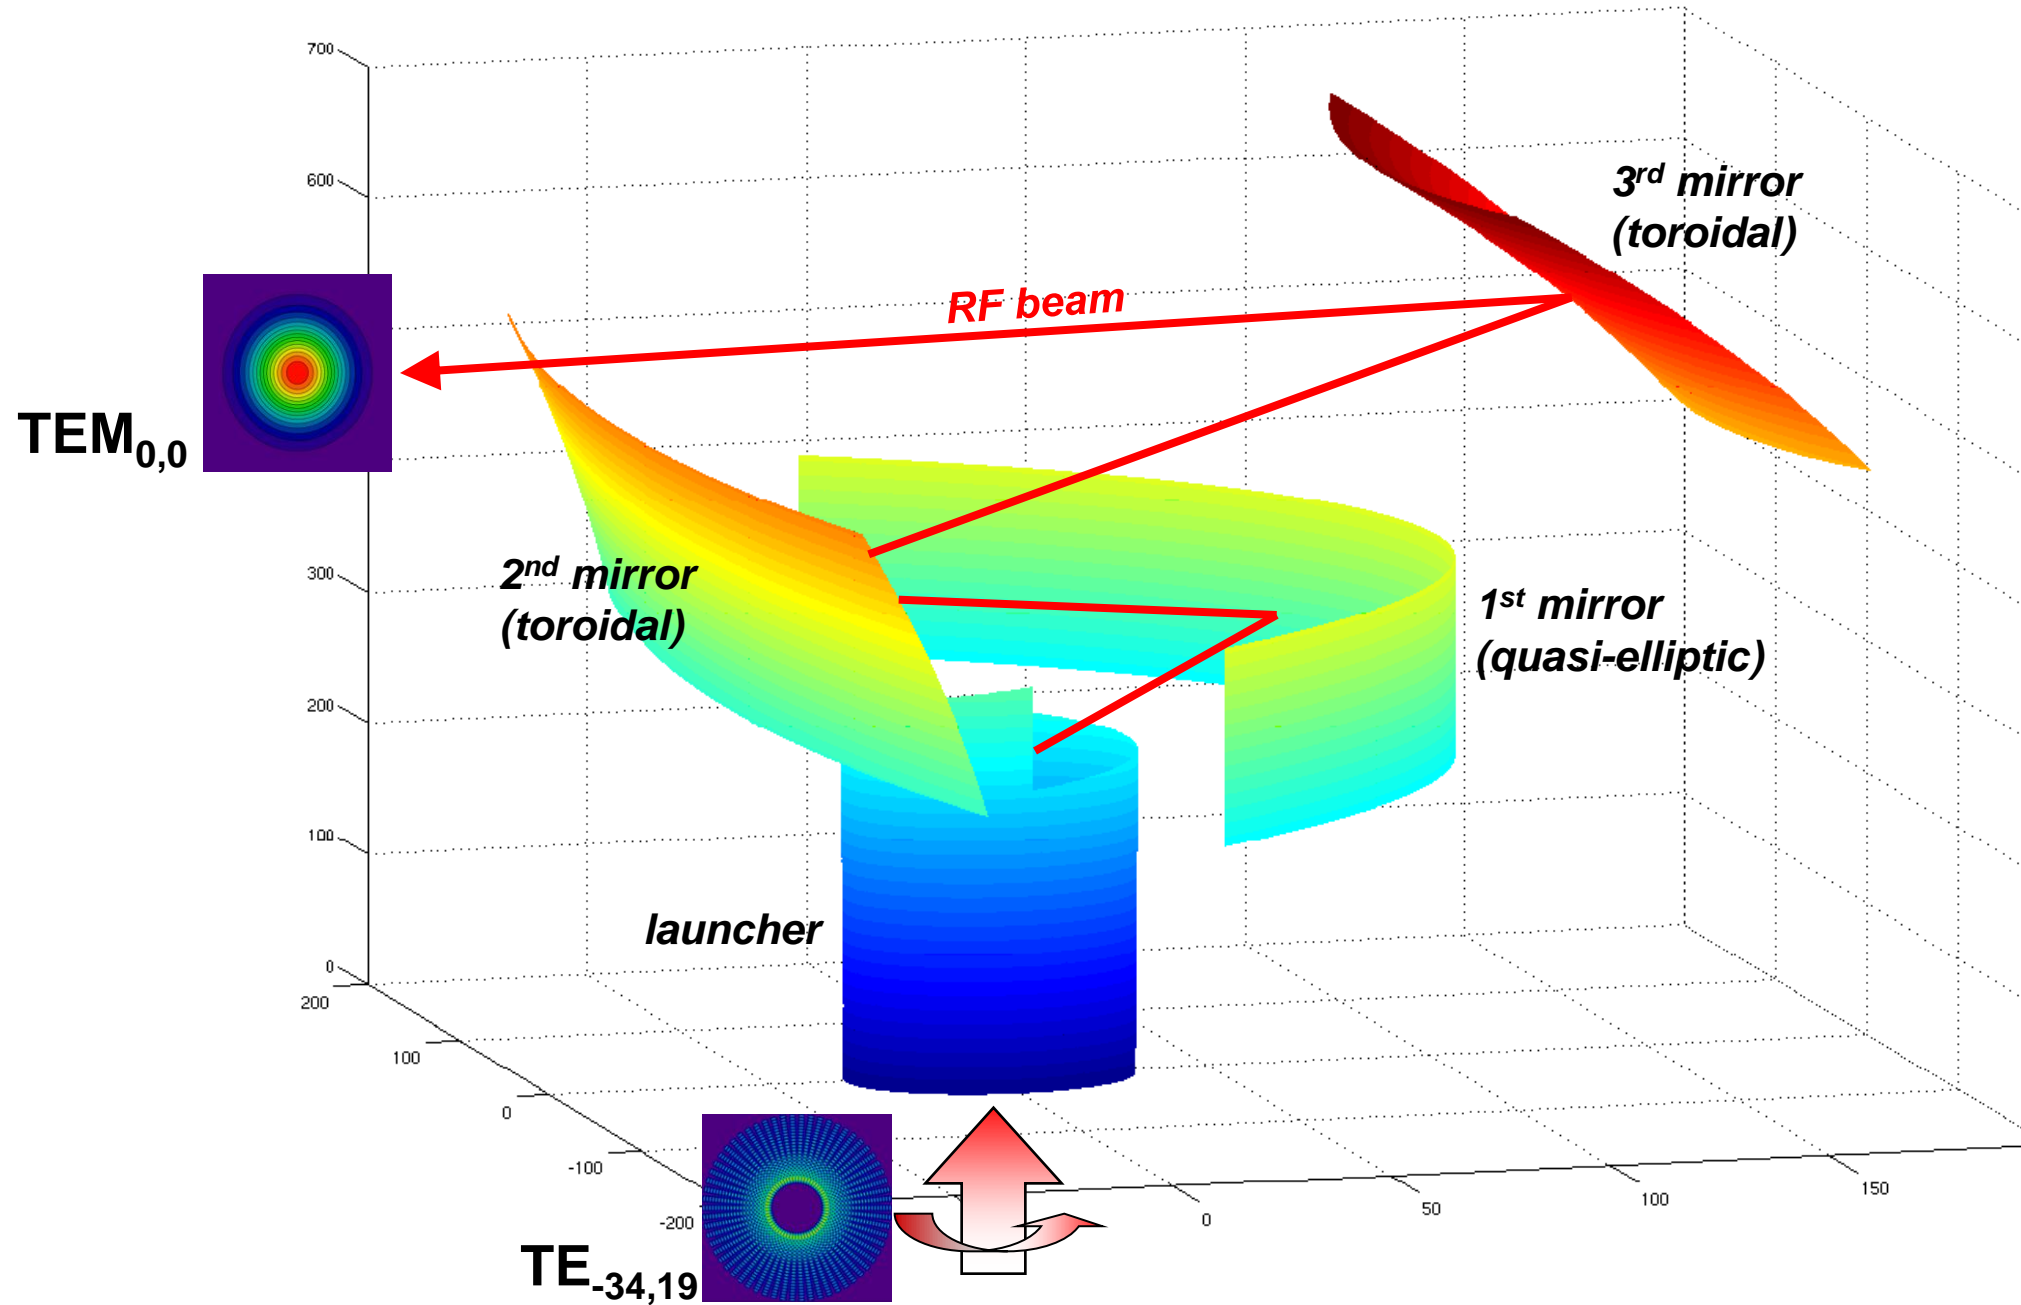 700
600
3rd mirror
(toroidal)
RF beam
TEM0,0
2nd mirror
(toroidal)
300
1st mirror
(quasi-elliptic)
200
100
launcher
0
200
100
0
-100
-200
0
50
100
150
TE-34,19